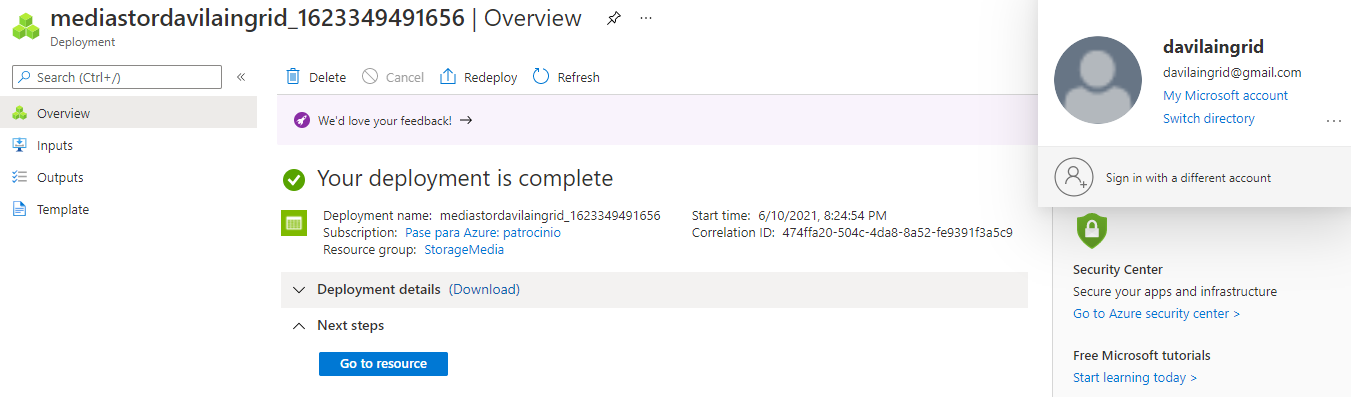 mediastordavilaingrid_1623349491656 | Overview
Deployment
Search (Ctrl+/)
Overview
Inputs
Outputs
Template
Delete
Cancel
Redeploy
Refresh
We'd love your feedback! →
Your deployment is complete
Deployment name: mediastordavilaingrid_1623349491656
Subscription: Pase para Azure: patrocinio
Resource group: StorageMedia
Start time: 6/10/2021, 8:24:54 PM
Correlation ID: 474ffa20-504c-4da8-8a52-fe9391f3a5c9
Deployment details (Download)
Next steps
Go to resource
davilaingrid
davilaingrid@gmail.com
My Microsoft account
Switch directory
Sign in with a different account
Security Center
Secure your apps and infrastructure
Go to Azure security center >
Free Microsoft tutorials
Start learning today >